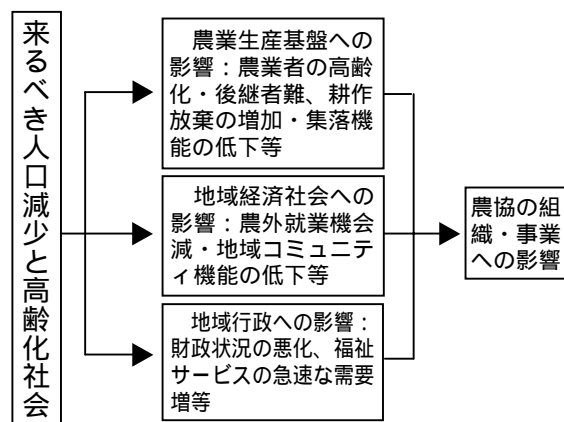 来るべき人口減少と高齢化社会
農業生産基盤への
影響：農業者の高齢
化・後継者難、耕作
放棄の増加・集落機
能の低下等
地域経済社会への
影響：農外就業機会
減・地域コミュニテ
ィ機能の低下等
地域行政への影響：
財政状況の悪化、福祉
サービスの急速な需要
増等
農協の組
織・事業
への影響